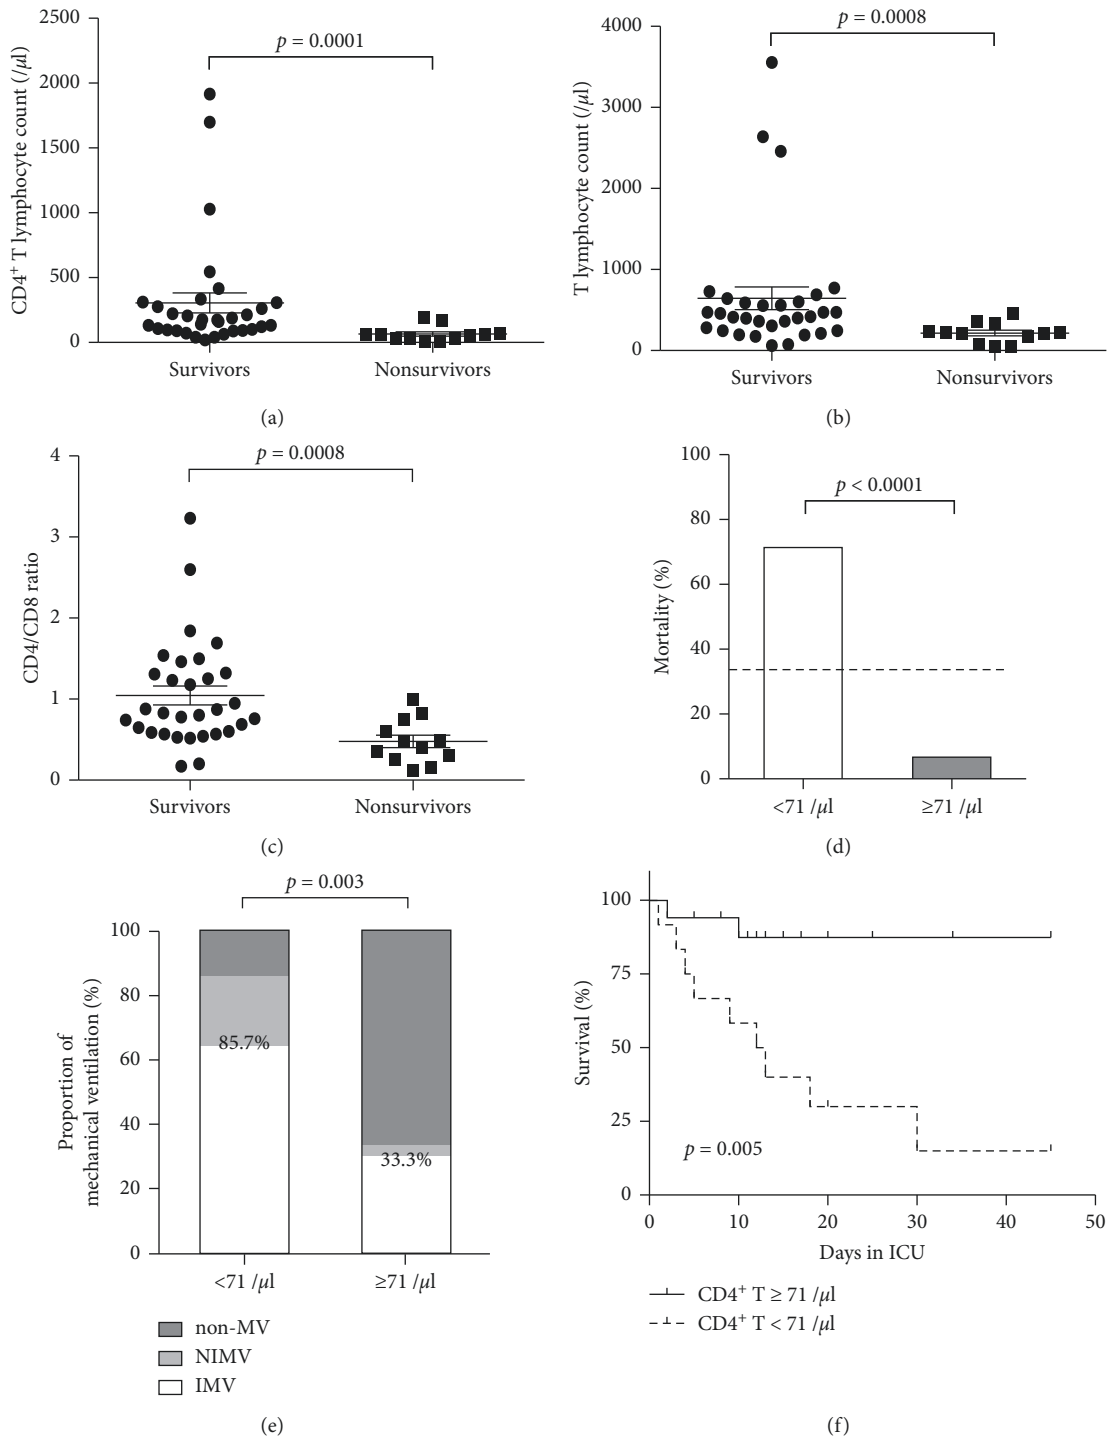 p = 0.0001
CD4⁺ T lymphocyte count (/μl)
2500
2000
1500
1000
500
0
Survivors
Nonsurvivors
(a)
p = 0.0008
T lymphocyte count (/μl)
4000
3000
2000
1000
0
Survivors
Nonsurvivors
(b)
p = 0.0008
CD4/CD8 ratio
4
3
2
1
0
Survivors
Nonsurvivors
(c)
p < 0.0001
Mortality (%)
100
80
60
40
20
0
<71 /μl
≥71 /μl
(d)
p = 0.003
Proportion of
mechanical ventilation (%)
100
80
60
40
20
0
85.7%
33.3%
<71 /μl
≥71 /μl
non-MV
NIMV
IMV
(e)
Survival (%)
100
75
50
25
0
p = 0.005
0
10
20
30
40
50
Days in ICU
CD4⁺ T ≥ 71 /μl
CD4⁺ T < 71 /μl
(f)